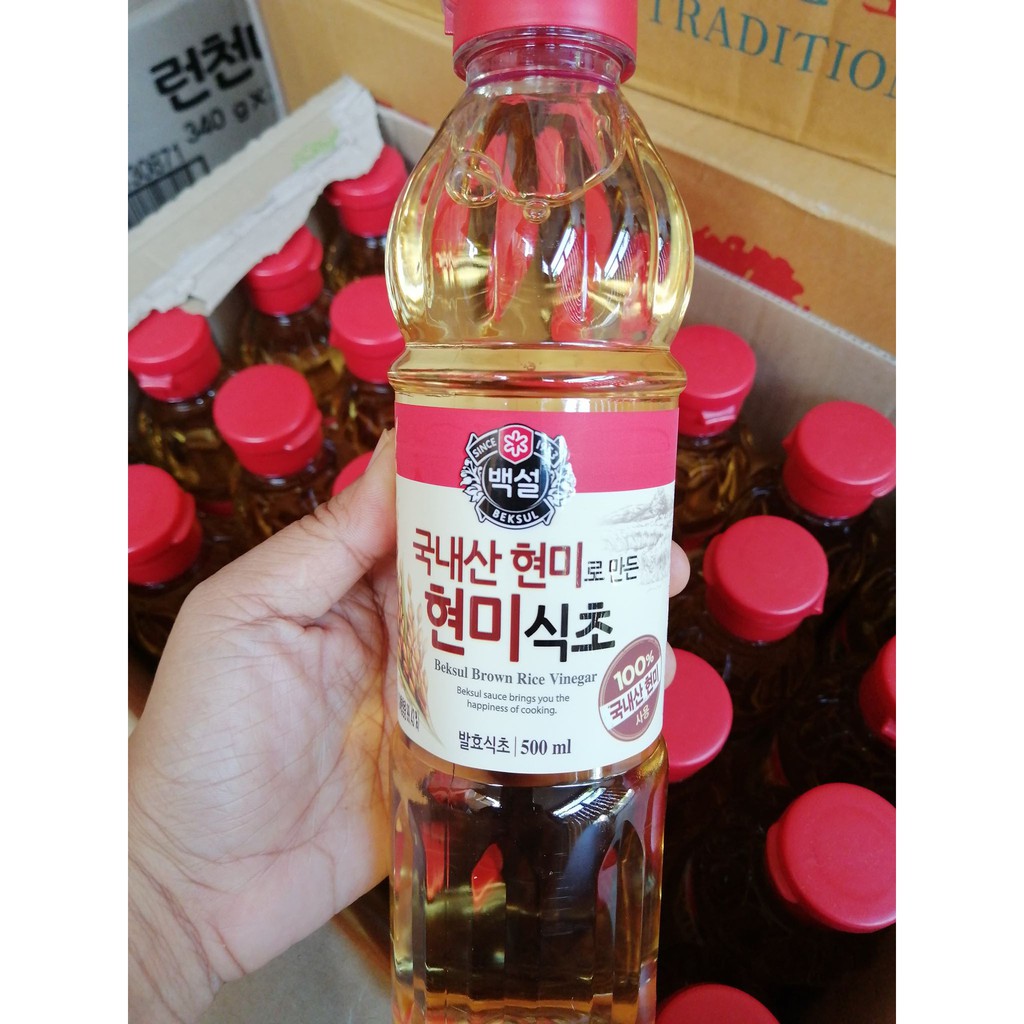 TRADITION
런천
340 g x
30871
SINCE
백설
BEKSUL
국내산 현미로 만든
현미식초
Beksul Brown Rice Vinegar
Beksul sauce brings you the
happiness of cooking.
100%
국내산 현미
사용
발효식초 | 500 ml